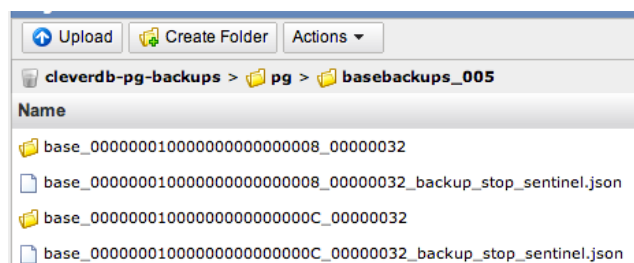 Upload Create Folder Actions
cleverdb-pg-backups > pg > basebackups_005
Name
base_000000010000000000000008_00000032
base_000000010000000000000008_00000032_backup_stop_sentinel.json
base_00000001000000000000000C_00000032
base_00000001000000000000000C_00000032_backup_stop_sentinel.json